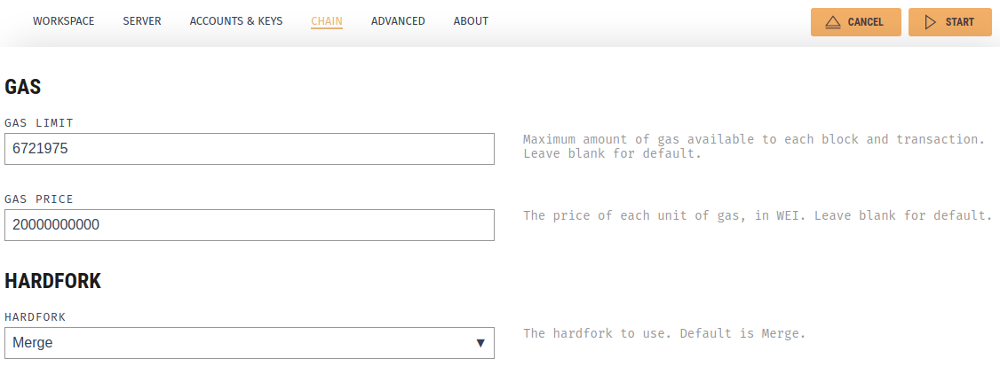 WORKSPACE SERVER ACCOUNTS & KEYS CHAIN ADVANCED ABOUT CANCEL START
GAS
GAS LIMIT
6721975
Maximum amount of gas available to each block and transaction.
Leave blank for default.
GAS PRICE
20000000000
The price of each unit of gas, in WEI. Leave blank for default.
HARDFORK
HARDFORK
Merge
The hardfork to use. Default is Merge.